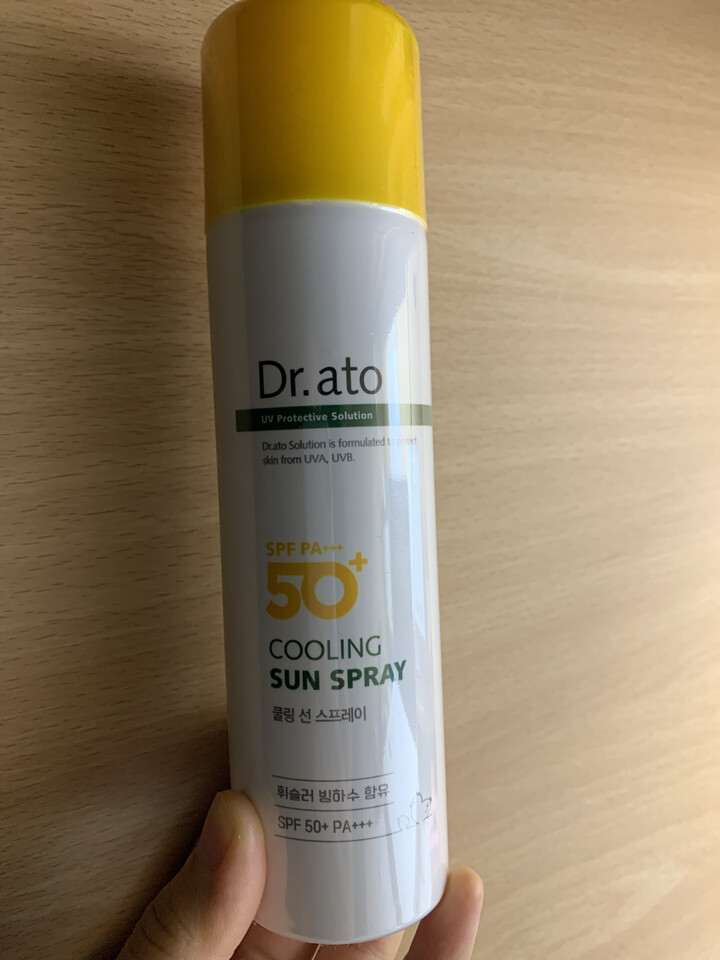 Dr.ato
UV Protective Solution
Dr.ato Solution is formulated to protect
skin from UVA, UVB.
SPF PA+++
50+
COOLING
SUN SPRAY
쿨링 선 스프레이
휘슬러 빙하수 함유
SPF 50+ PA+++